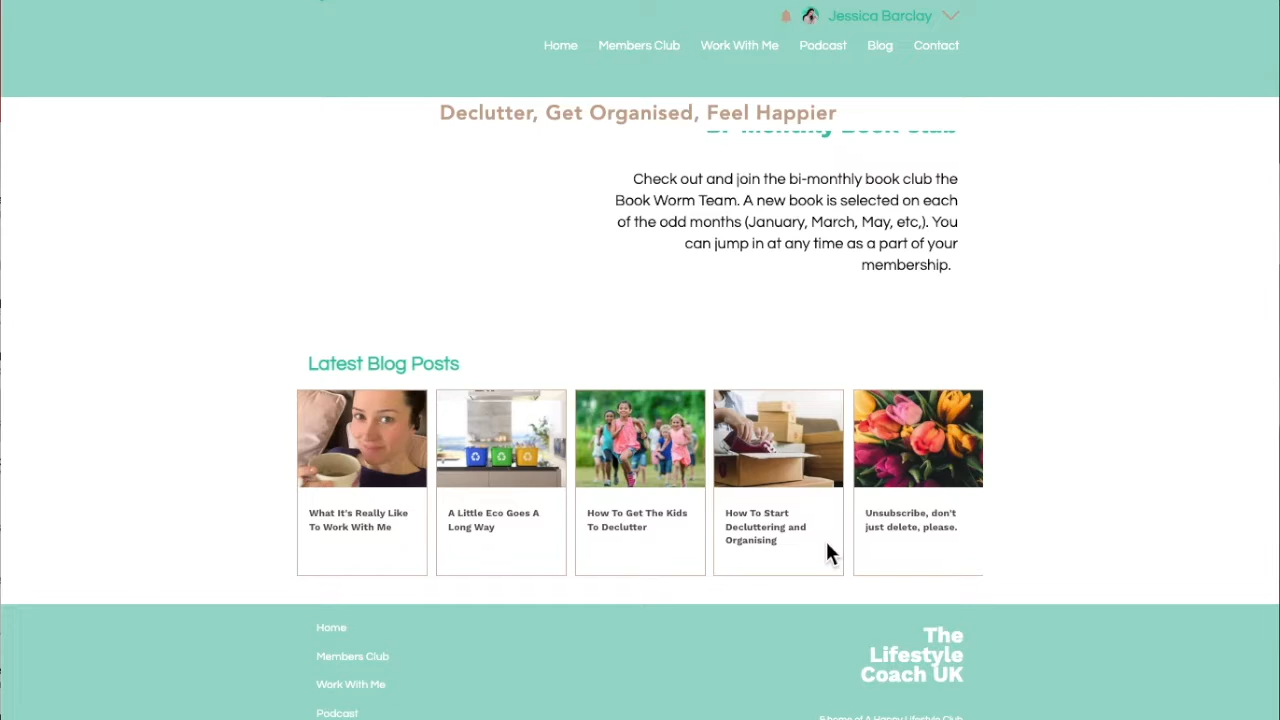 Jessica Barclay
Home Members Club Work With Me Podcast Blog Contact
Declutter, Get Organised, Feel Happier
Bi-Monthly Book Club
Check out and join the bi-monthly book club the
Book Worm Team. A new book is selected on each
of the odd months (January, March, May, etc,). You
can jump in at any time as a part of your
membership.
Latest Blog Posts
What It's Really Like
To Work With Me
A Little Eco Goes A
Long Way
How To Get The Kids
To Declutter
How To Start
Decluttering and
Organising
Unsubscribe, don't
just delete, please.
Home
Members Club
Work With Me
Podcast
The
Lifestyle
Coach UK
& home of A Happy Lifestyle Club